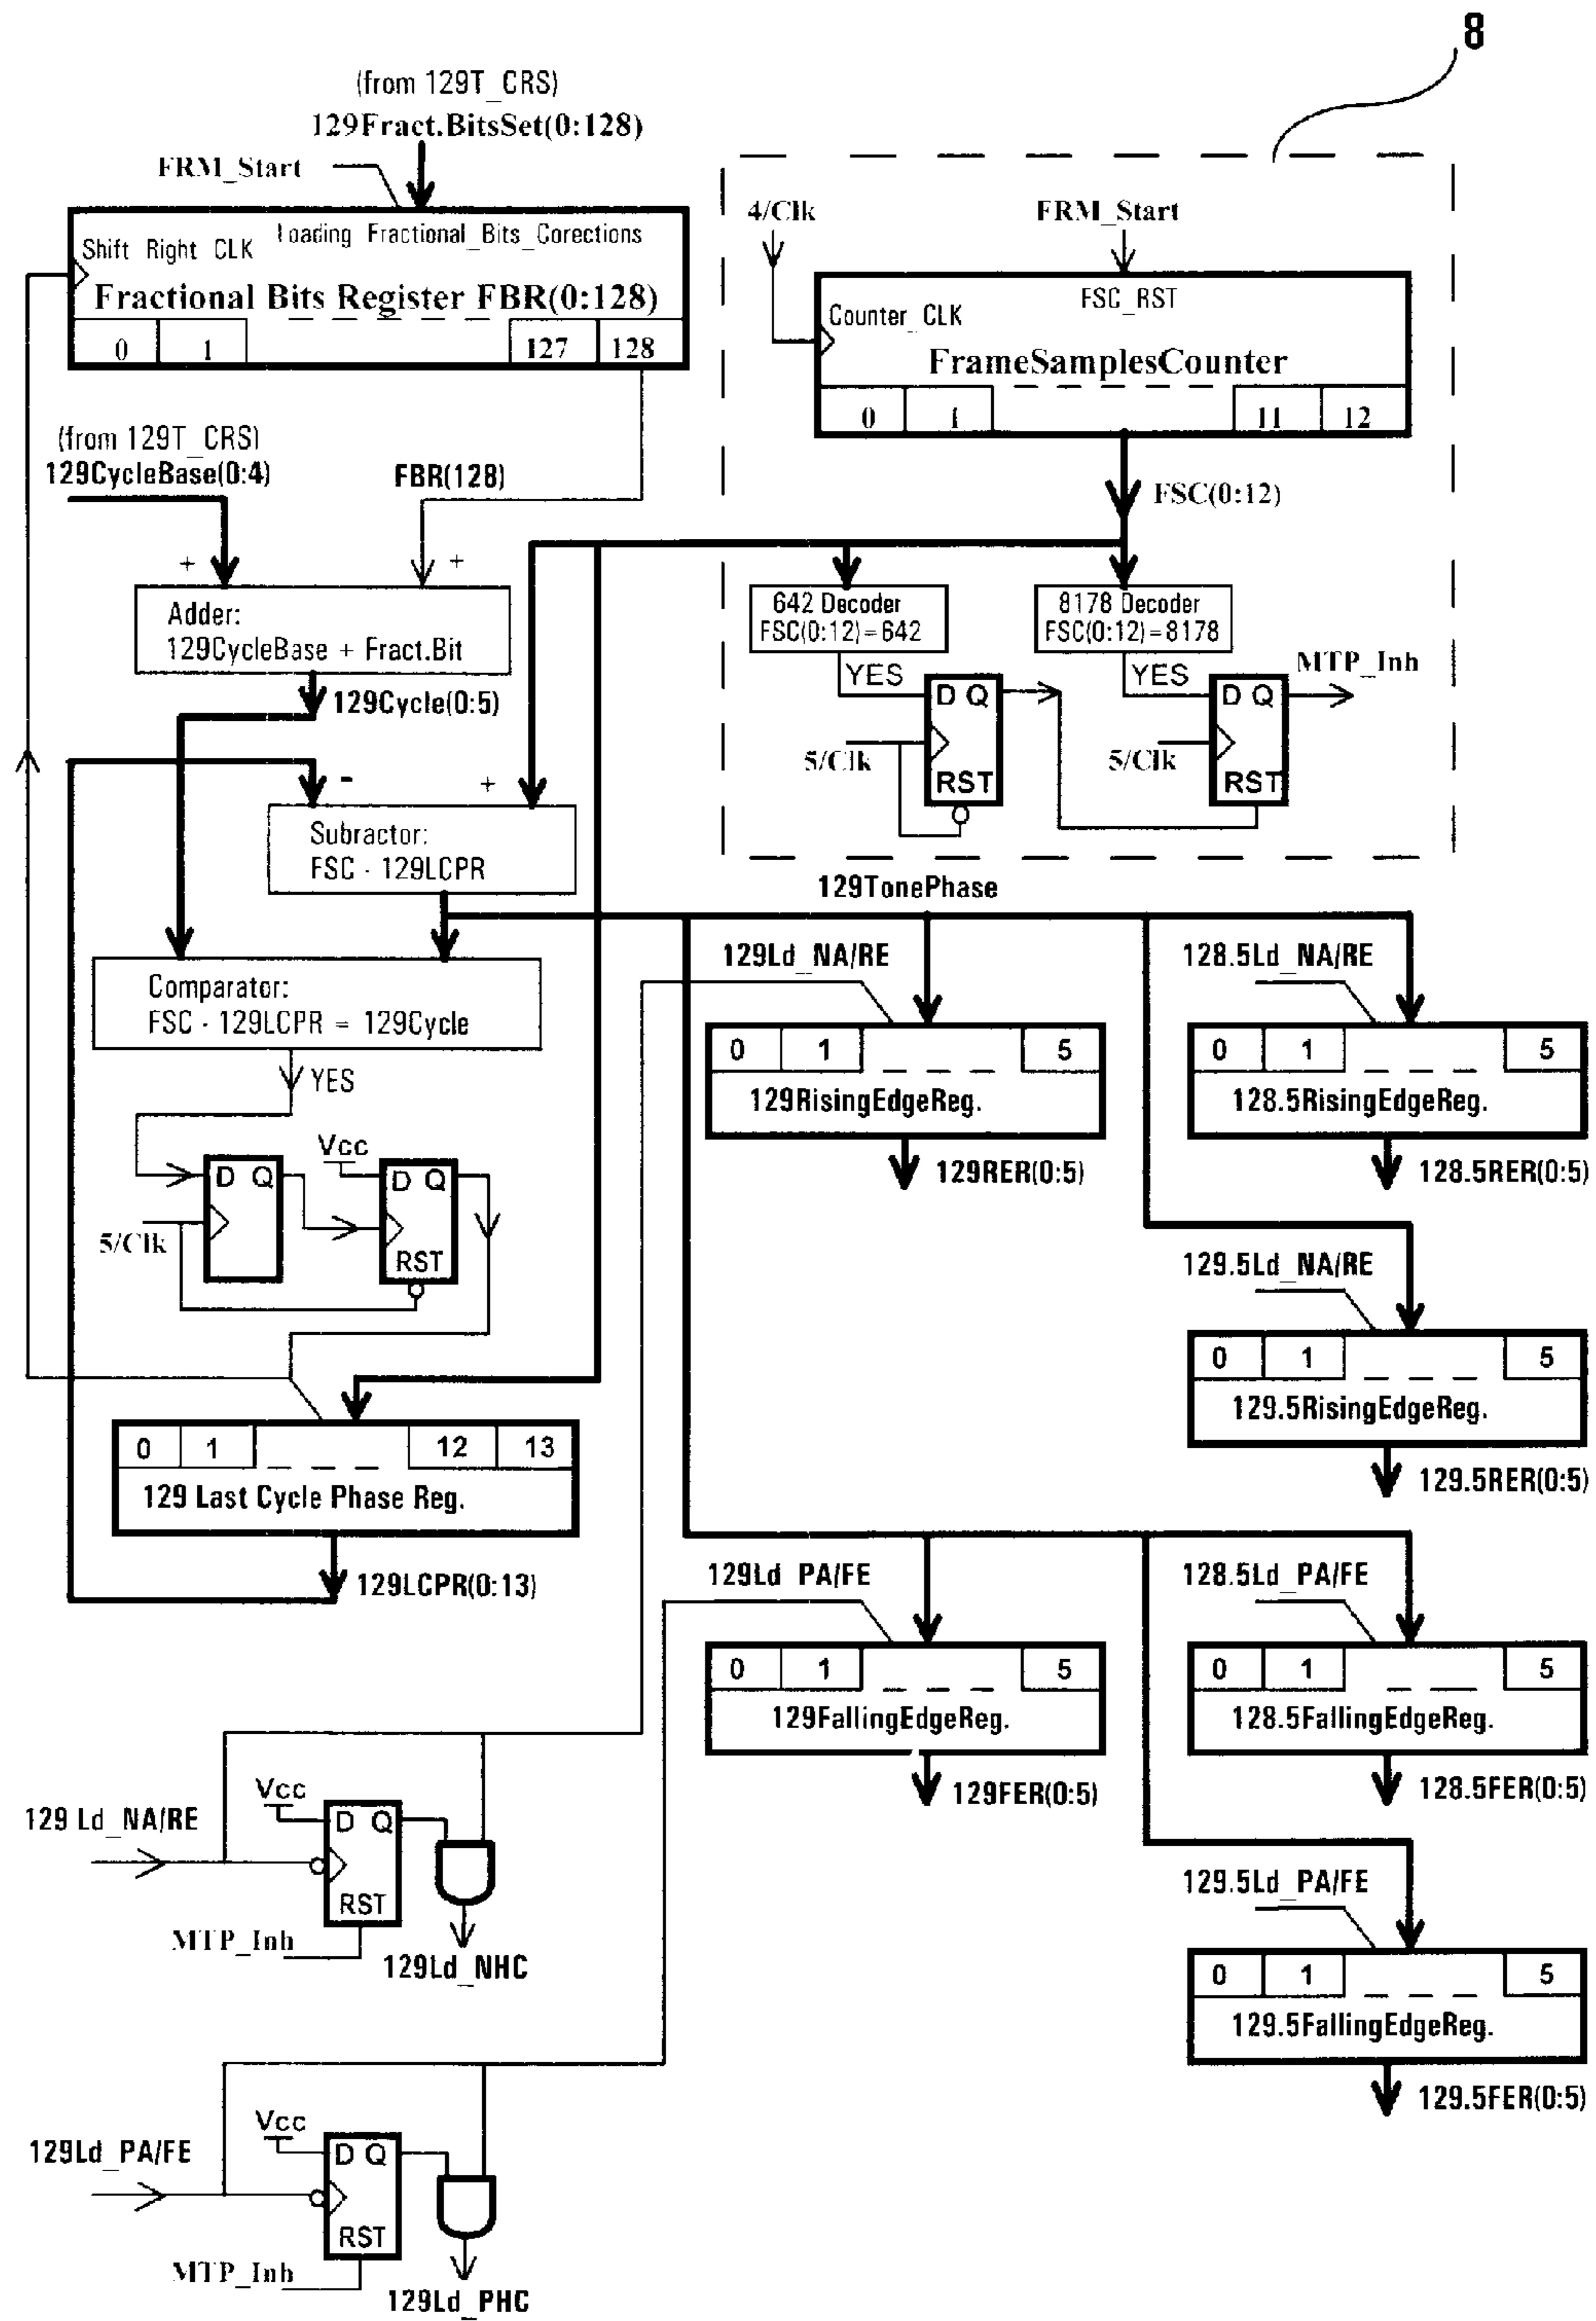 8
(from 129T_CRS)
129Fract.BitsSet(0:128)
FRM_Start
Loading Fractional_Bits_Corections
Shift Right CLK
Fractional Bits Register FBR(0:128)
0 1 127 128
4/Clk
FRM_Start
FSC_RST
Counter_CLK
FrameSamplesCounter
0 1 11 12
FSC(0:12)
(from 129T_CRS)
129CycleBase(0:4)
FBR(128)
+ +
Adder:
129CycleBase + Fract.Bit
129Cycle(0:5)
642 Decoder
FSC(0:12)=642
8178 Decoder
FSC(0:12)=8178
YES
YES
MTP_Inh
D Q
D Q
5/Clk
5/Clk
RST
RST
- +
Subractor:
FSC - 129LCPR
129TonePhase
Comparator:
FSC - 129LCPR = 129Cycle
YES
Vcc
D Q
D Q
5/Clk
RST
129Ld_NA/RE
0 1 5
129RisingEdgeReg.
129RER(0:5)
128.5Ld_NA/RE
0 1 5
128.5RisingEdgeReg.
128.5RER(0:5)
129.5Ld_NA/RE
0 1 5
129.5RisingEdgeReg.
129.5RER(0:5)
0 1 12 13
129 Last Cycle Phase Reg.
129LCPR(0:13)
129Ld PA/FE
0 1 5
129FallingEdgeReg.
129FER(0:5)
128.5Ld_PA/FE
0 1 5
128.5FallingEdgeReg.
128.5FER(0:5)
129.5Ld_PA/FE
0 1 5
129.5FallingEdgeReg.
129.5FER(0:5)
Vcc
129 Ld_NA/RE
D Q
RST
MTP_Inh
129Ld_NHC
Vcc
129Ld_PA/FE
D Q
RST
MTP_Inh
129Ld_PHC